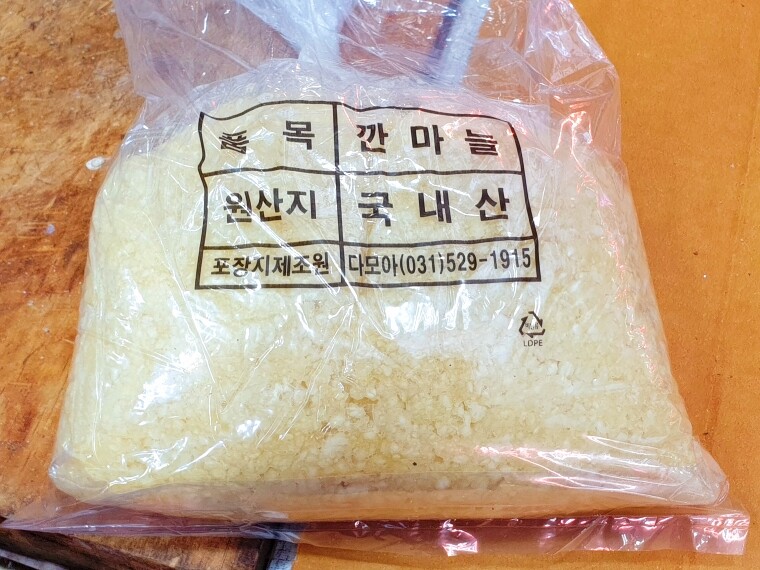 품 목 깐 마 늘
원산지 국 내 산
포장지제조원 다모아(031)529-1915
LDPE